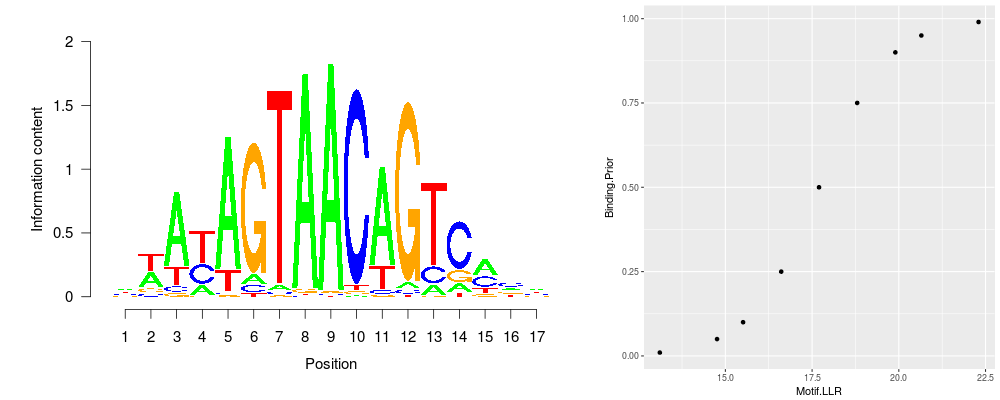 2
1.5
1
0.5
0
Information content
T A A T A G T A A C A G T C A
1 2 3 4 5 6 7 8 9 10 11 12 13 14 15 16 17
Position
1.00
0.75
0.50
0.25
0.00
Binding.Prior
15.0 17.5 20.0 22.5
Motif.LLR